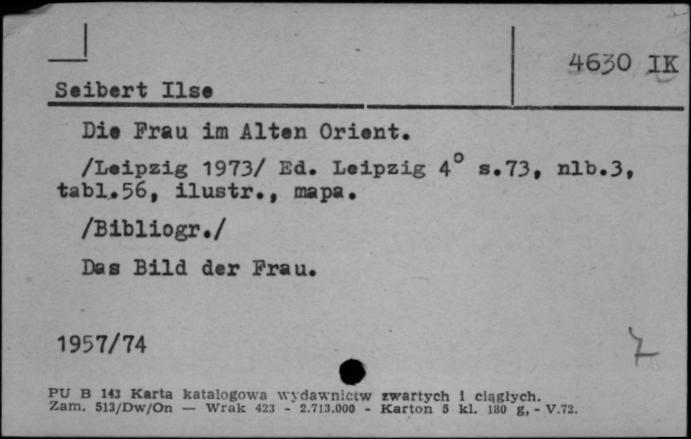 4630 IK
Seibert Ilse
Die Frau im Alten Orient.
/Leipzig 1973/ Ed. Leipzig 4° s.73, nlb.3,
tabl.56, ilustr., mapa.
/Bibliogr./
Das Bild der Frau.
1957/74
7
PU B 143 Karta katalogowa wydawnictw zwartych i ciągłych.
Zam. 513/Dw/On — Wrak 423 - 2.713.000 - Karton 5 kl. 180 g, - V.72.